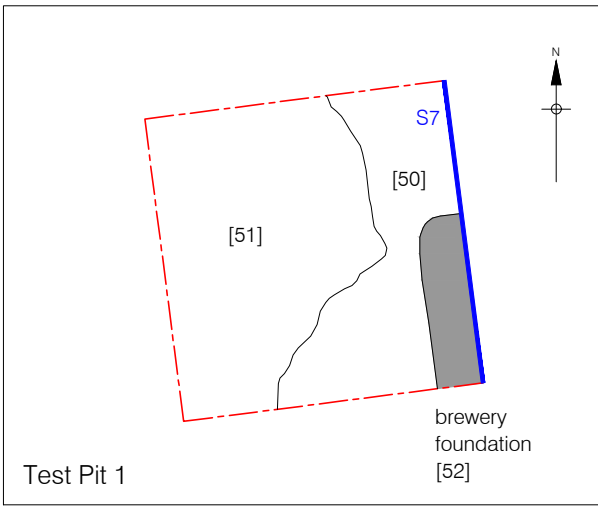 N
S7
[50]
[51]
brewery
foundation
[52]
Test Pit 1